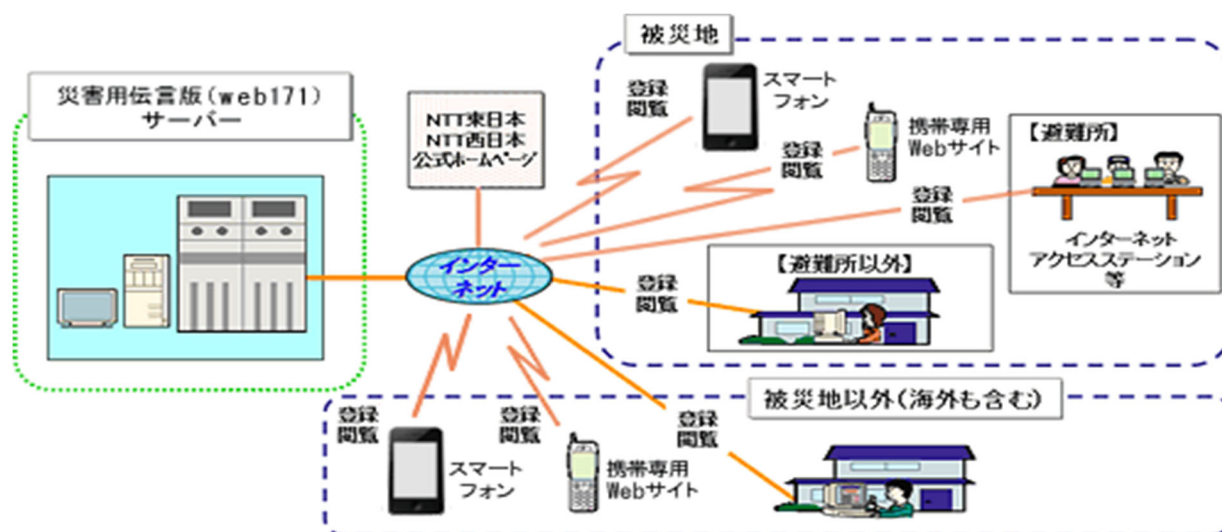 災害用伝言版(web171)
サーバー
NTT東日本
NTT西日本
公式ホームページ
インター
ネット
被災地
登録
閲覧
スマート
フォン
登録
閲覧
携帯専用
Webサイト
登録
閲覧
【避難所】
インターネット
アクセスステーション
等
登録
閲覧
【避難所以外】
被災地以外(海外も含む)
登録
閲覧
スマート
フォン
登録
閲覧
携帯専用
Webサイト
登録
閲覧